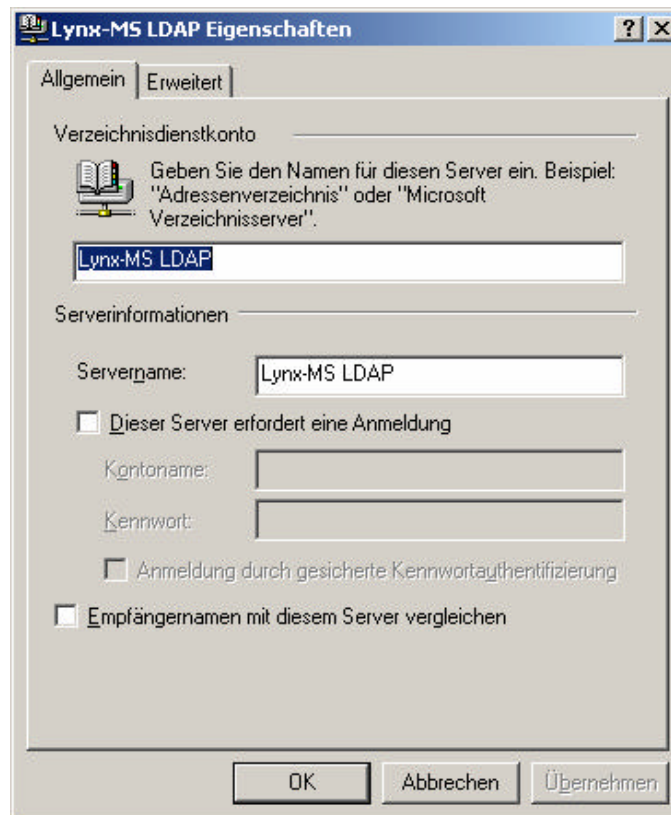 Lynx-MS LDAP Eigenschaften
Allgemein
Erweitert
Verzeichnisdienstkonto
Geben Sie den Namen für diesen Server ein. Beispiel:
"Adressenverzeichnis" oder "Microsoft
Verzeichnisserver".
Lynx-MS LDAP
Serverinformationen
Servername:
Lynx-MS LDAP
Dieser Server erfordert eine Anmeldung
Kontoname:
Kennwort:
Anmeldung durch gesicherte Kennwortauthentifizierung
Empfängernamen mit diesem Server vergleichen
OK
Abbrechen
Übernehmen